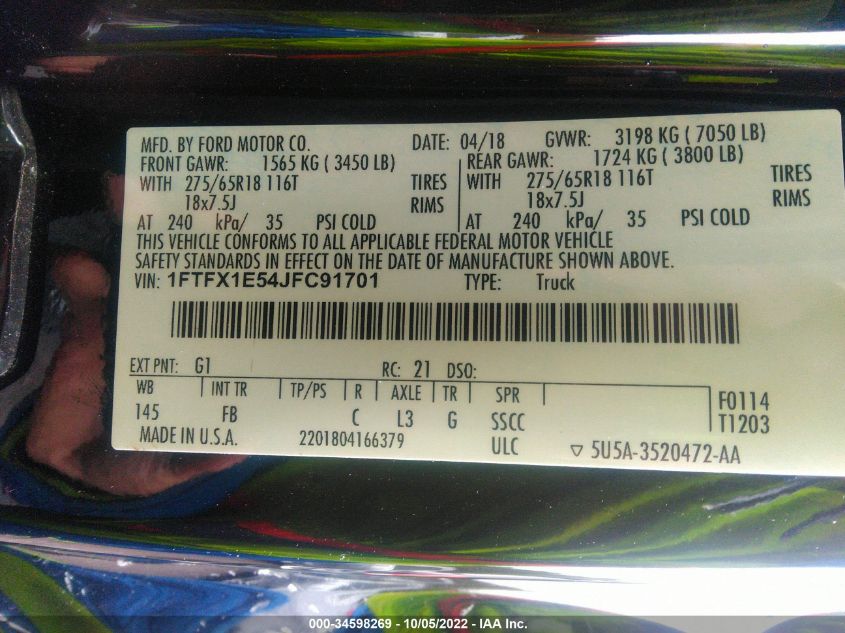 MFD. BY FORD MOTOR CO. DATE: 04/18 GVWR: 3198 KG ( 7050 LB)
FRONT GAWR: 1565 KG ( 3450 LB) REAR GAWR: 1724 KG ( 3800 LB)
WITH 275/65R18 116T TIRES WITH 275/65R18 116T TIRES
18x7.5J RIMS 18x7.5J RIMS
AT 240 kPa/ 35 PSI COLD AT 240 kPa/ 35 PSI COLD
THIS VEHICLE CONFORMS TO ALL APPLICABLE FEDERAL MOTOR VEHICLE
SAFETY STANDARDS IN EFFECT ON THE DATE OF MANUFACTURE SHOWN ABOVE.
VIN: 1FTFX1E54JFC91701 TYPE: Truck
EXT PNT: G1 RC: 21 DSO:
WB INT TR TP/PS R AXLE TR SPR F0114
145 FB C L3 G SSCC T1203
MADE IN U.S.A. 2201804166379 ULC ▽ 5U5A-3520472-AA
000-34598269 - 10/05/2022 - IAA Inc.